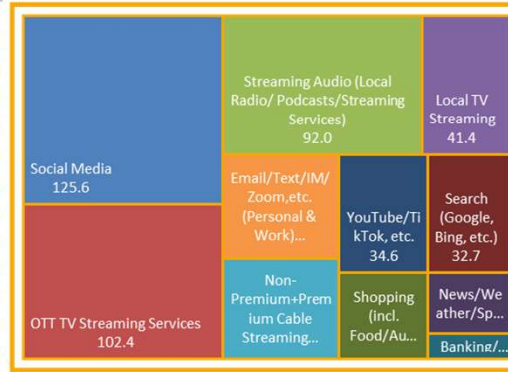 Social Media
125.6
OTT TV Streaming Services
102.4
Streaming Audio (Local
Radio/ Podcasts/Streaming
Services)
92.0
Local TV
Streaming
41.4
Email/Text/IM/
Zoom,etc.
(Personal &
Work)...
Non-
Premium+Prem
ium Cable
Streaming...
YouTube/Ti
kTok, etc.
34.6
Shopping
(incl.
Food/Au...
Search
(Google,
Bing, etc.)
32.7
News/We
ather/Sp...
Banking/...